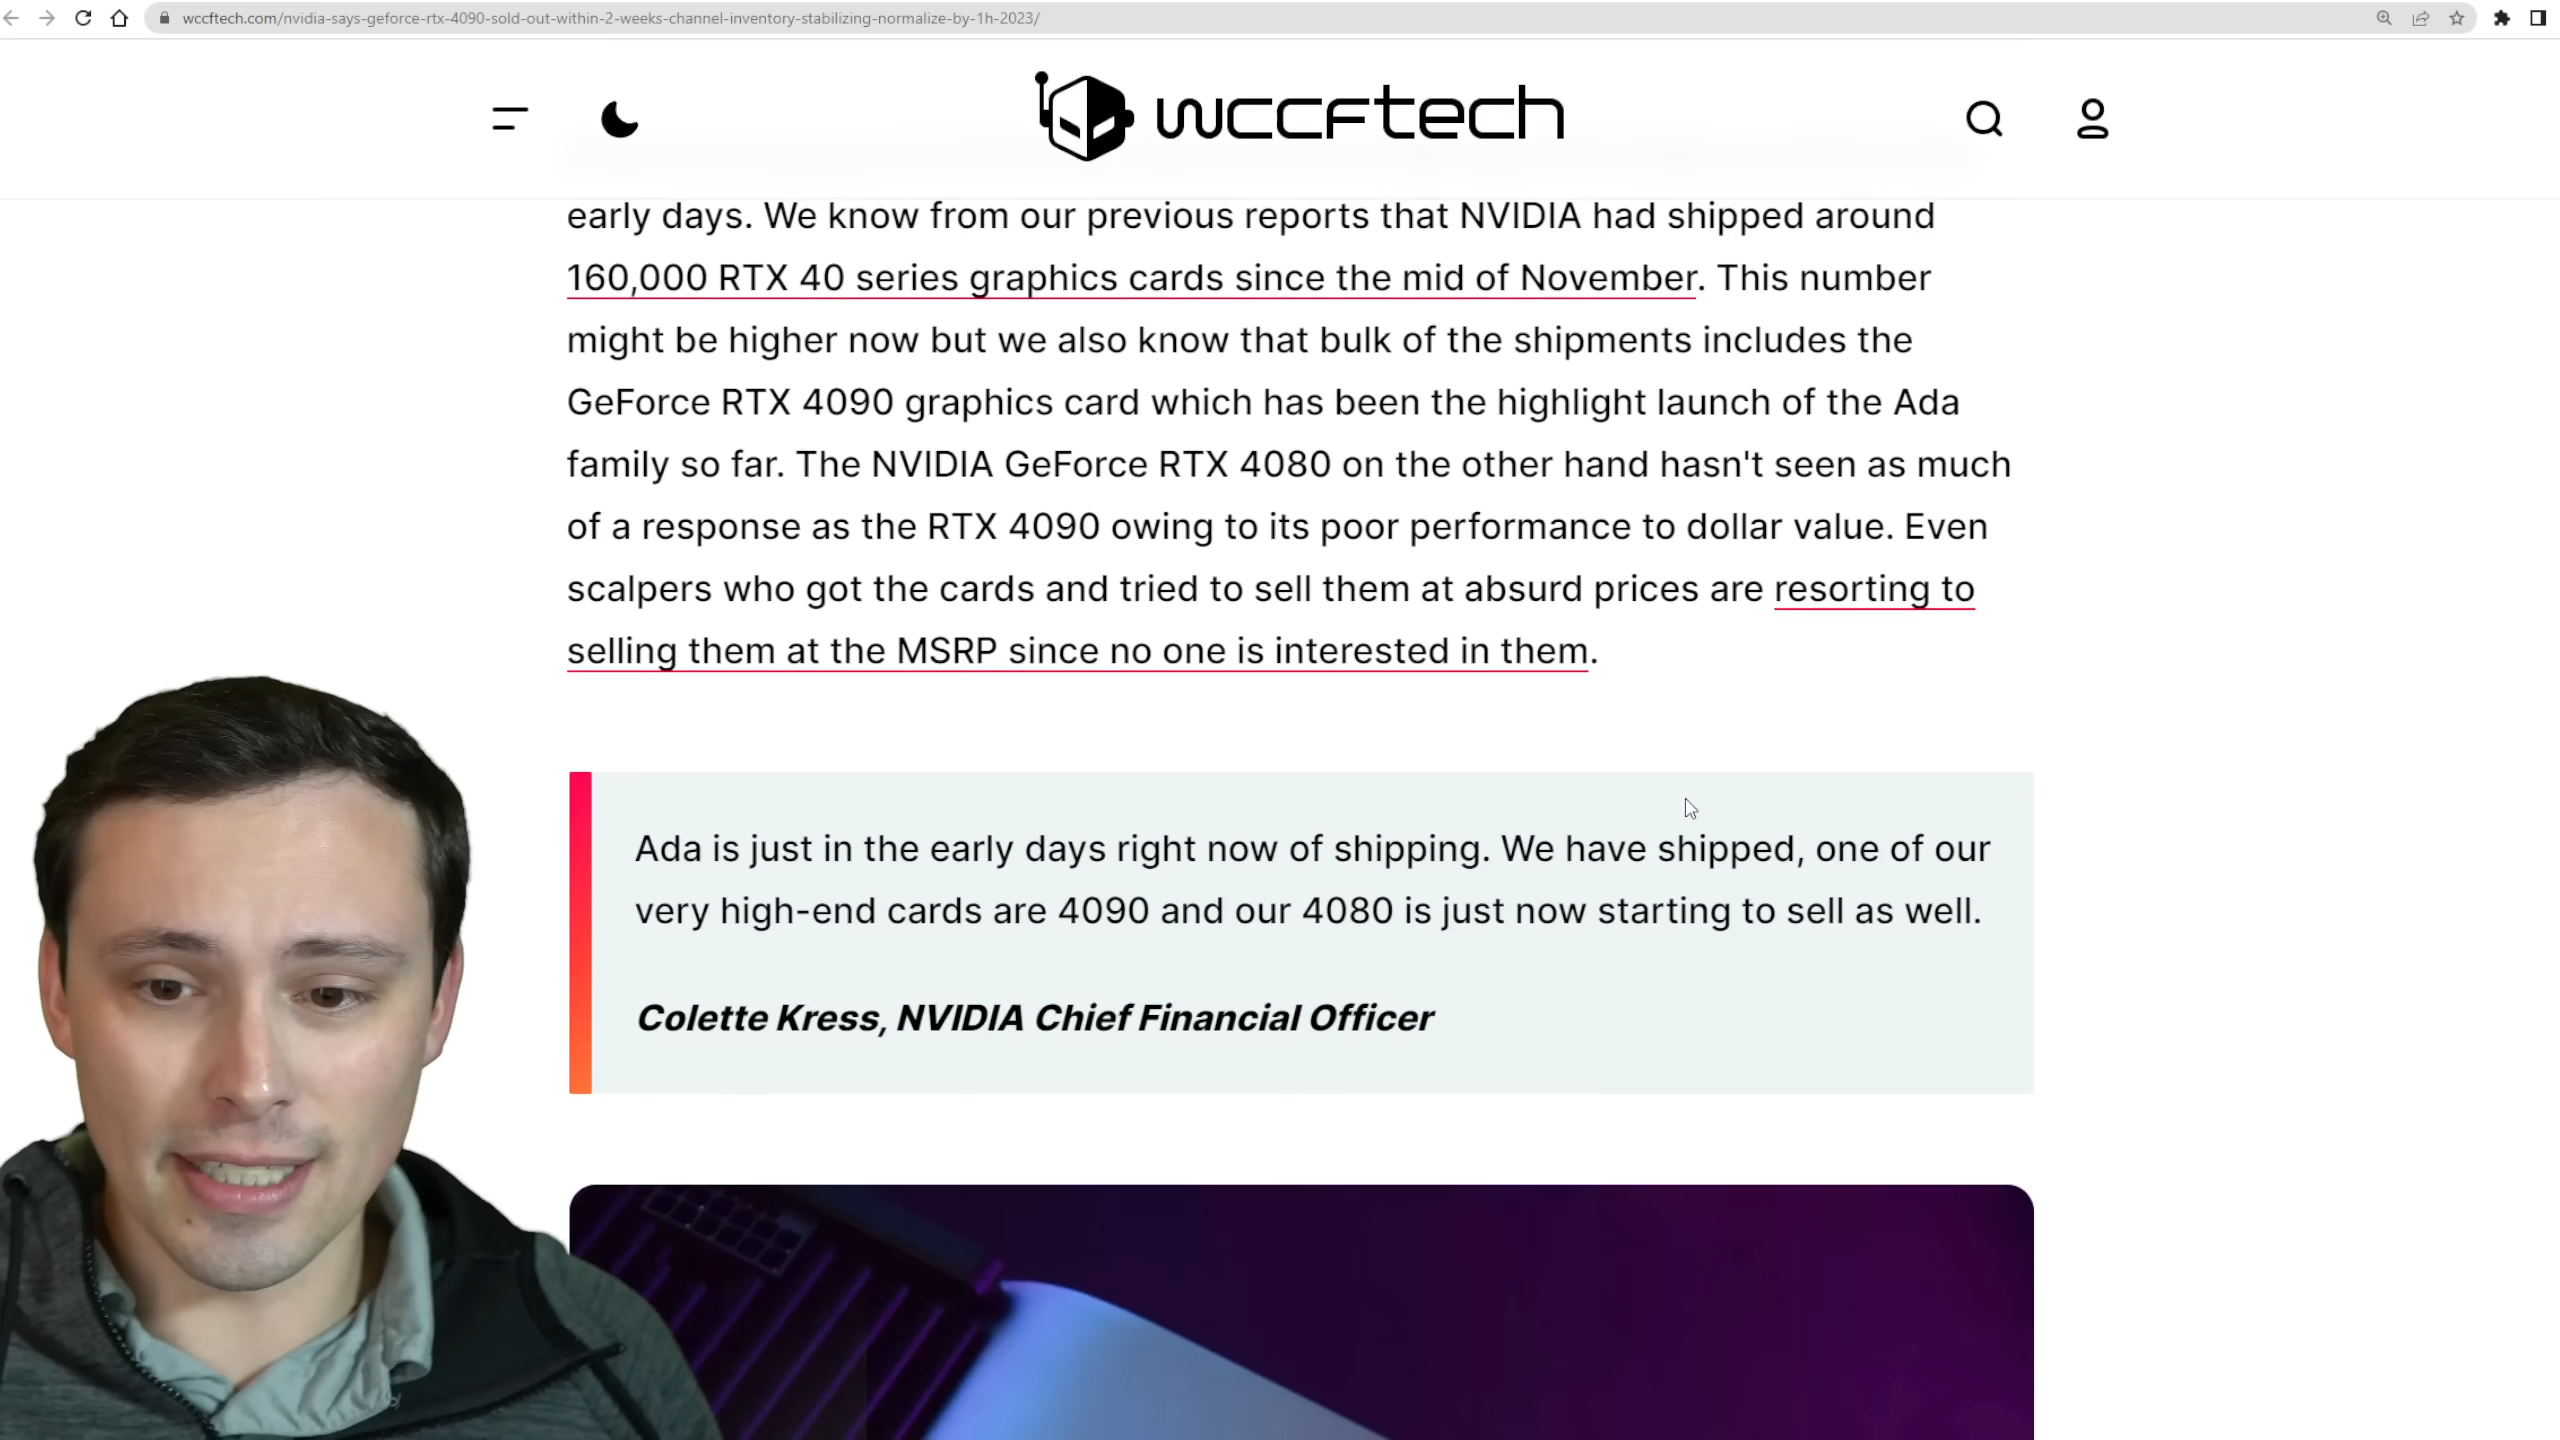 wccftech.com/nvidia-says-geforce-rtx-4090-sold-out-within-2-weeks-channel-inventory-stabilizing-normalize-by-1h-2023/
wccftech
early days. We know from our previous reports that NVIDIA had shipped around
160,000 RTX 40 series graphics cards since the mid of November. This number
might be higher now but we also know that bulk of the shipments includes the
GeForce RTX 4090 graphics card which has been the highlight launch of the Ada
family so far. The NVIDIA GeForce RTX 4080 on the other hand hasn't seen as much
of a response as the RTX 4090 owing to its poor performance to dollar value. Even
scalpers who got the cards and tried to sell them at absurd prices are resorting to
selling them at the MSRP since no one is interested in them.
Ada is just in the early days right now of shipping. We have shipped, one of our
very high-end cards are 4090 and our 4080 is just now starting to sell as well.
Colette Kress, NVIDIA Chief Financial Officer